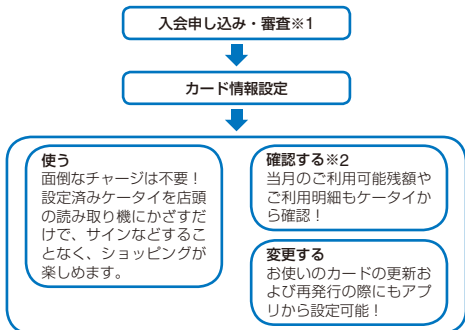 入会申し込み・審査※1
カード情報設定
使う
面倒なチャージは不要！
設定済みケータイを店頭
の読み取り機にかざすだ
けで、サインなどするこ
となく、ショッピングが
楽しめます。
確認する※2
当月のご利用可能残額や
ご利用明細もケータイか
ら確認！
変更する
お使いのカードの更新お
よび再発行の際にもアプ
リから設定可能！